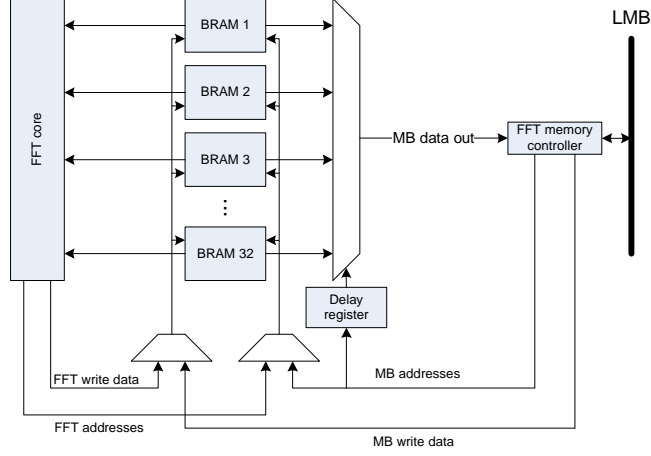 LMB
FFT core
BRAM 1
BRAM 2
BRAM 3
⋮
BRAM 32
MB data out
FFT memory
controller
Delay
register
MB addresses
FFT write data
FFT addresses
MB write data